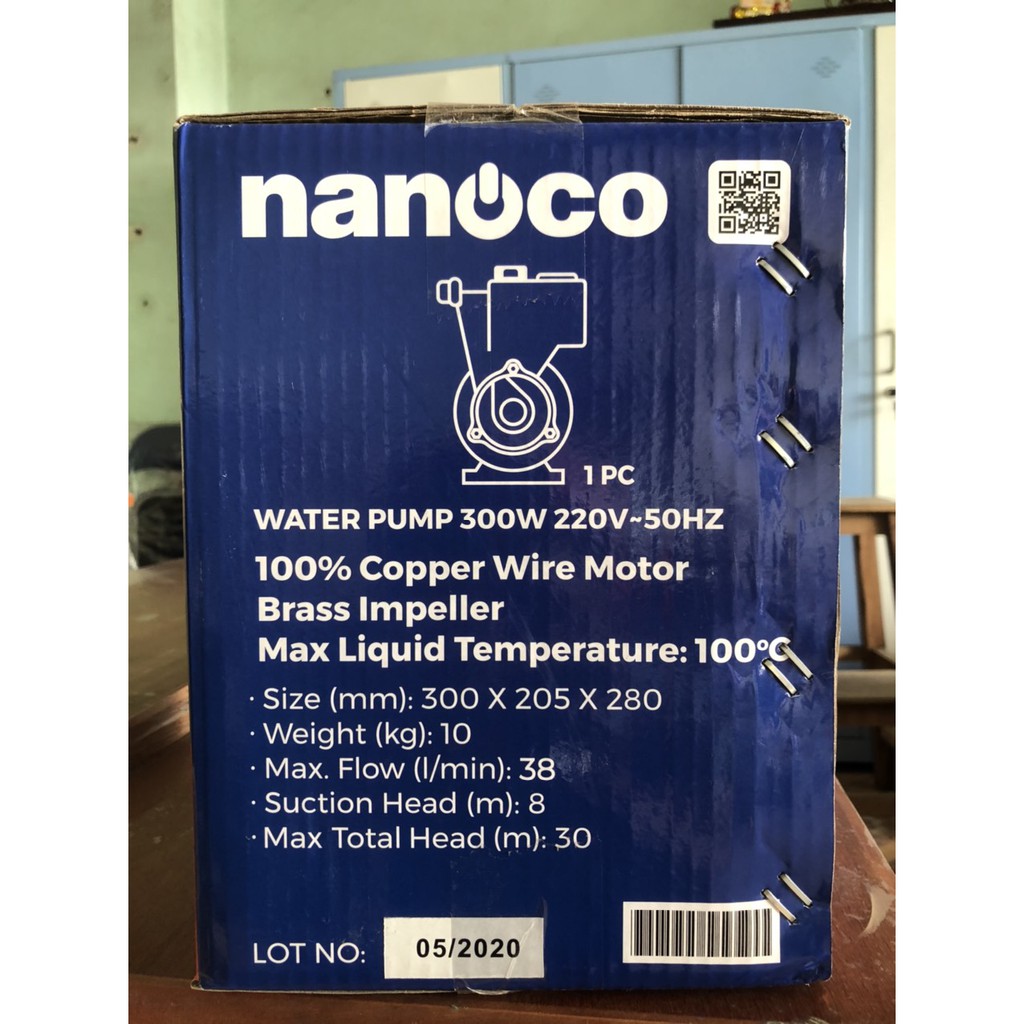 nanoco
1 PC
WATER PUMP 300W 220V~50HZ
100% Copper Wire Motor
Brass Impeller
Max Liquid Temperature: 100°C
· Size (mm): 300 X 205 X 280
· Weight (kg): 10
· Max. Flow (l/min): 38
· Suction Head (m): 8
· Max Total Head (m): 30
LOT NO: 05/2020